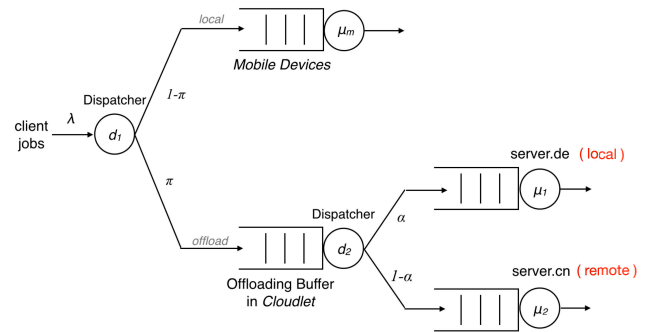 local
μm
Mobile Devices
Dispatcher
1-π
client
jobs
λ
d1
π
offload
Offloading Buffer
in Cloudlet
Dispatcher
d2
α
1-α
server.de ( local )
μ1
server.cn ( remote )
μ2